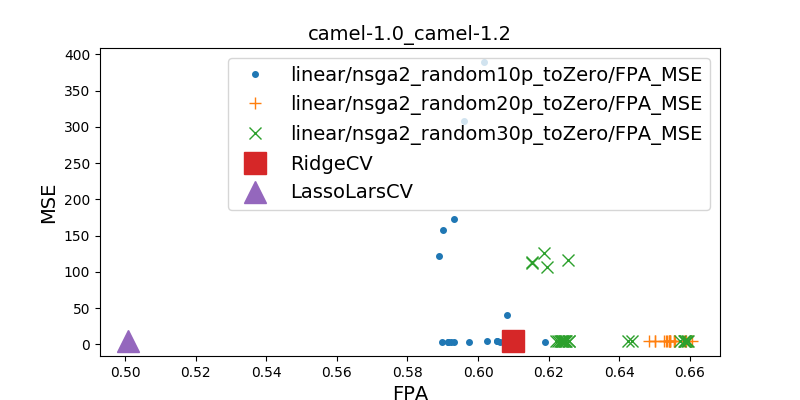 camel-1.0_camel-1.2
linear/nsga2_random10p_toZero/FPA_MSE
linear/nsga2_random20p_toZero/FPA_MSE
linear/nsga2_random30p_toZero/FPA_MSE
RidgeCV
LassoLarsCV
MSE
400
350
300
250
200
150
100
50
0
0.50 0.52 0.54 0.56 0.58 0.60 0.62 0.64 0.66
FPA